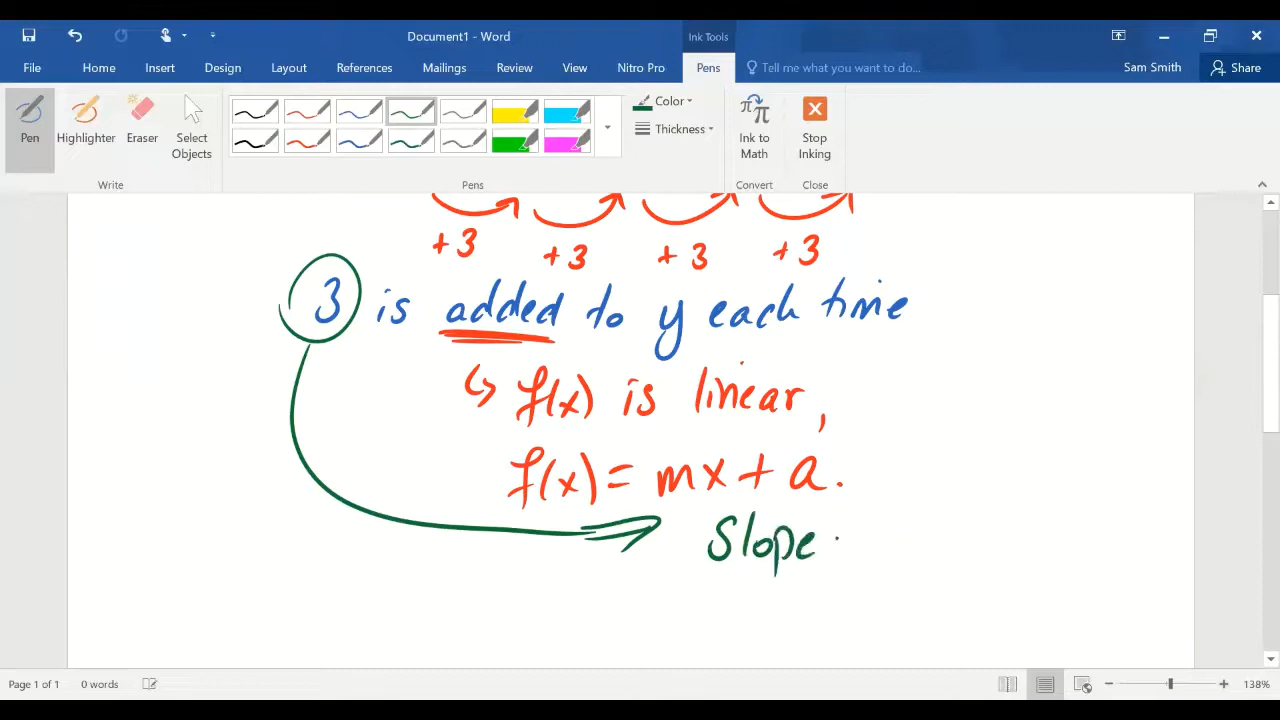 Document1 - Word
Ink Tools
File Home Insert Design Layout References Mailings Review View Nitro Pro Pens Tell me what you want to do... Sam Smith Share
Pen Highlighter Eraser Select Objects
Color
Thickness
Ink to Math
Stop Inking
Write Pens Convert Close
+3 +3 +3 +3
3 is added to y each time
↳ f(x) is linear,
f(x) = mx + a.
Slope
Page 1 of 1 0 words 138%